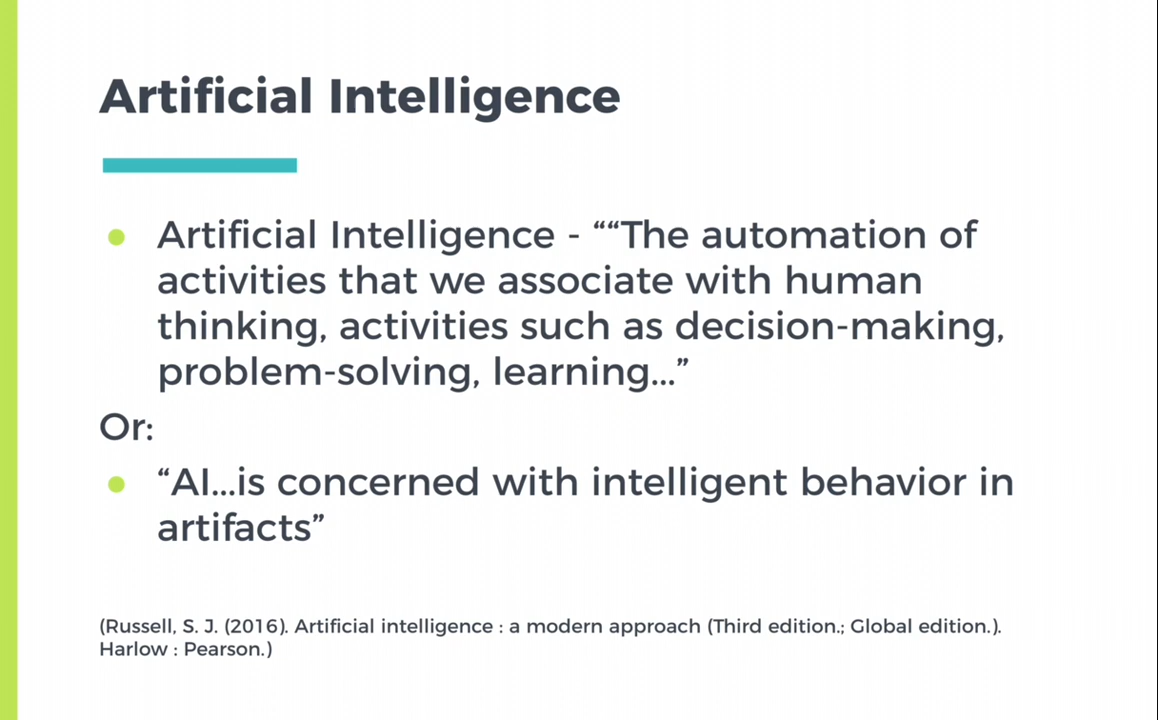 Artificial Intelligence
● Artificial Intelligence - ““The automation of
activities that we associate with human
thinking, activities such as decision-making,
problem-solving, learning...”
Or:
● “AI...is concerned with intelligent behavior in
artifacts”
(Russell, S. J. (2016). Artificial intelligence : a modern approach (Third edition.; Global edition.).
Harlow : Pearson.)